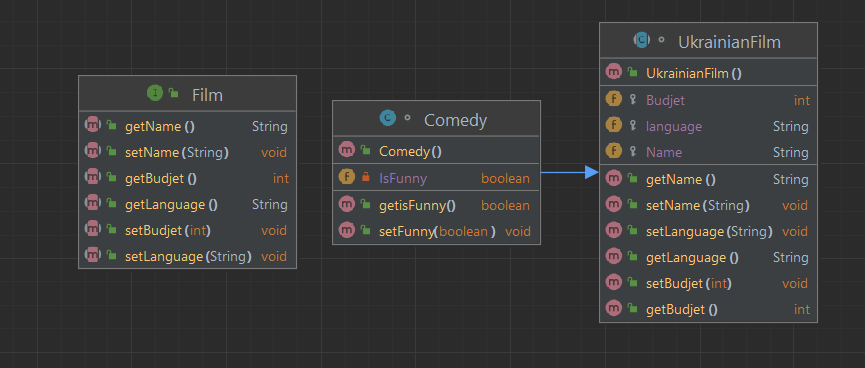 Film
getName () String
setName (String) void
getBudjet () int
getLanguage () String
setBudjet (int) void
setLanguage (String) void
Comedy
Comedy()
IsFunny boolean
getisFunny() boolean
setFunny(boolean ) void
UkrainianFilm
UkrainianFilm ()
Budjet int
language String
Name String
getName () String
setName (String) void
setLanguage (String) void
getLanguage () String
setBudjet (int) void
getBudjet () int